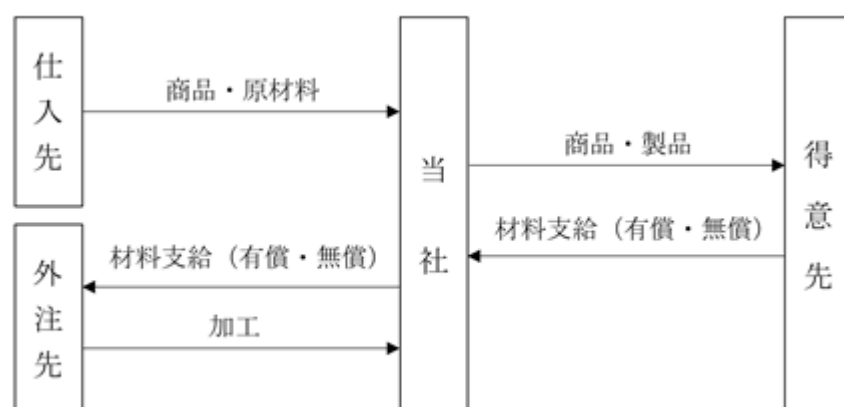 仕入先
商品・原材料
当社
商品・製品
得意先
材料支給（有償・無償）
外注先
材料支給（有償・無償）
加工